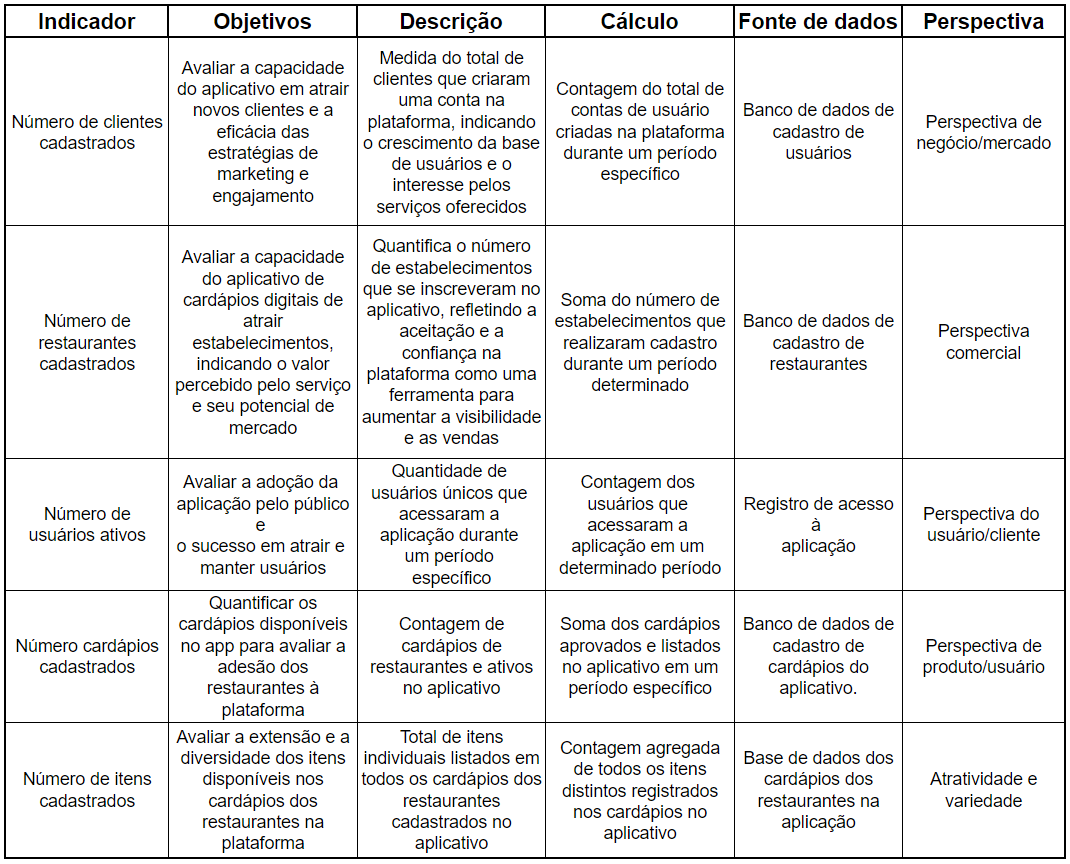 Indicador
Objetivos
Descrição
Cálculo
Fonte de dados
Perspectiva
Número de clientes
cadastrados
Avaliar a capacidade
do aplicativo em atrair
novos clientes e a
eficácia das
estratégias de
marketing e
engajamento
Medida do total de
clientes que criaram
uma conta na
plataforma, indicando
o crescimento da base
de usuários e o
interesse pelos
serviços oferecidos
Contagem do total de
contas de usuário
criadas na plataforma
durante um período
específico
Banco de dados de
cadastro de
usuários
Perspectiva de
negócio/mercado
Número de
restaurantes
cadastrados
Avaliar a capacidade
do aplicativo de
cardápios digitais de
atrair
estabelecimentos,
indicando o valor
percebido pelo serviço
e seu potencial de
mercado
Quantifica o número
de estabelecimentos
que se inscreveram no
aplicativo, refletindo a
aceitação e a
confiança na
plataforma como uma
ferramenta para
aumentar a visibilidade
e as vendas
Soma do número de
estabelecimentos que
realizaram cadastro
durante um período
determinado
Banco de dados de
cadastro de
restaurantes
Perspectiva
comercial
Número de
usuários ativos
Avaliar a adoção da
aplicação pelo público
e
o sucesso em atrair e
manter usuários
Quantidade de
usuários únicos que
acessaram a
aplicação durante
um período
específico
Contagem dos
usuários que
acessaram a
aplicação em um
determinado período
Registro de acesso
à
aplicação
Perspectiva do
usuário/cliente
Número cardápios
cadastrados
Quantificar os
cardápios disponíveis
no app para avaliar a
adesão dos
restaurantes à
plataforma
Contagem de
cardápios de
restaurantes e ativos
no aplicativo
Soma dos cardápios
aprovados e listados
no aplicativo em um
período específico
Banco de dados de
cadastro de
cardápios do
aplicativo.
Perspectiva de
produto/usuário
Número de itens
cadastrados
Avaliar a extensão e a
diversidade dos itens
disponíveis nos
cardápios dos
restaurantes na
plataforma
Total de itens
individuais listados em
todos os cardápios dos
restaurantes
cadastrados no
aplicativo
Contagem agregada
de todos os itens
distintos registrados
nos cardápios no
aplicativo
Base de dados dos
cardápios dos
restaurantes na
aplicação
Atratividade e
variedade